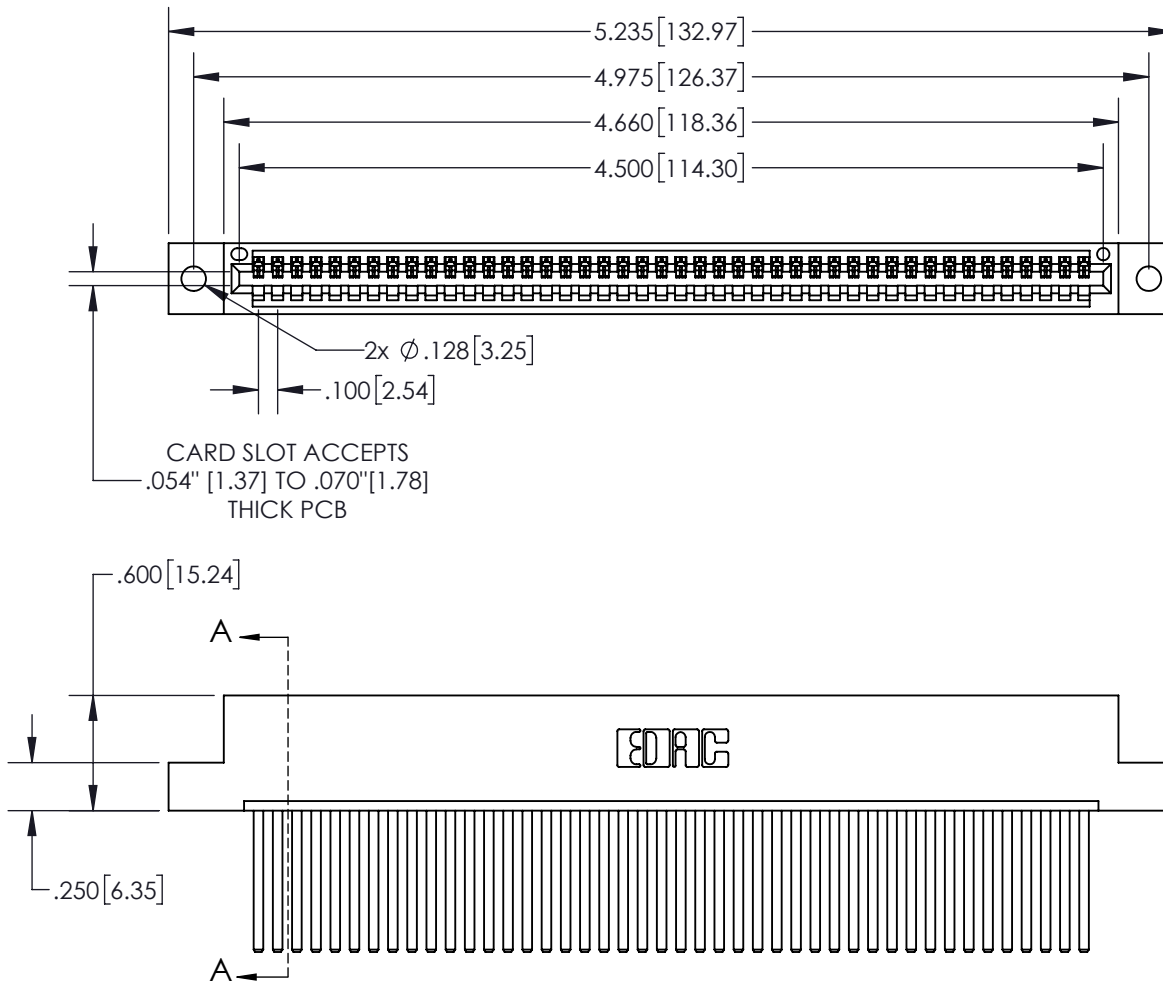 5.235[132.97]
4.975[126.37]
4.660[118.36]
4.500[114.30]
2x Ø.128[3.25]
.100[2.54]
CARD SLOT ACCEPTS
.054" [1.37] TO .070"[1.78]
THICK PCB
.600[15.24]
A
EDAC
.250[6.35]
A